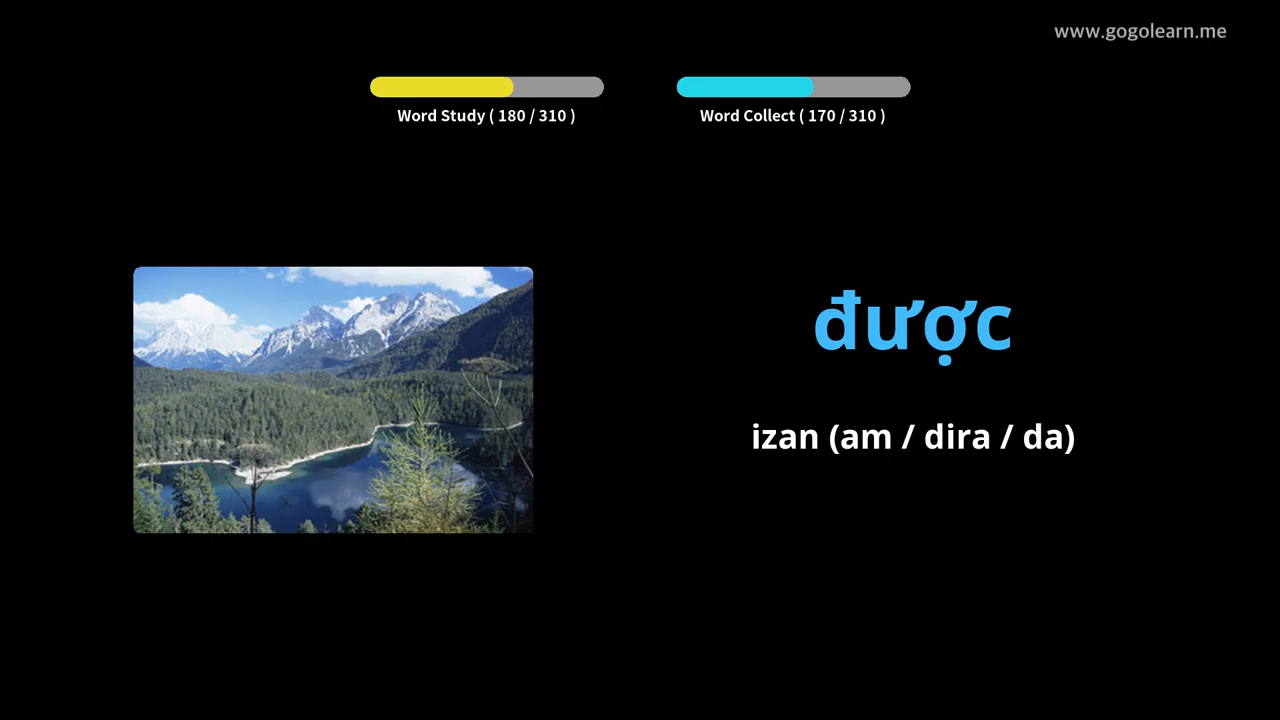 www.gogolearn.me
Word Study ( 180 / 310 )
Word Collect ( 170 / 310 )
được
izan (am / dira / da)